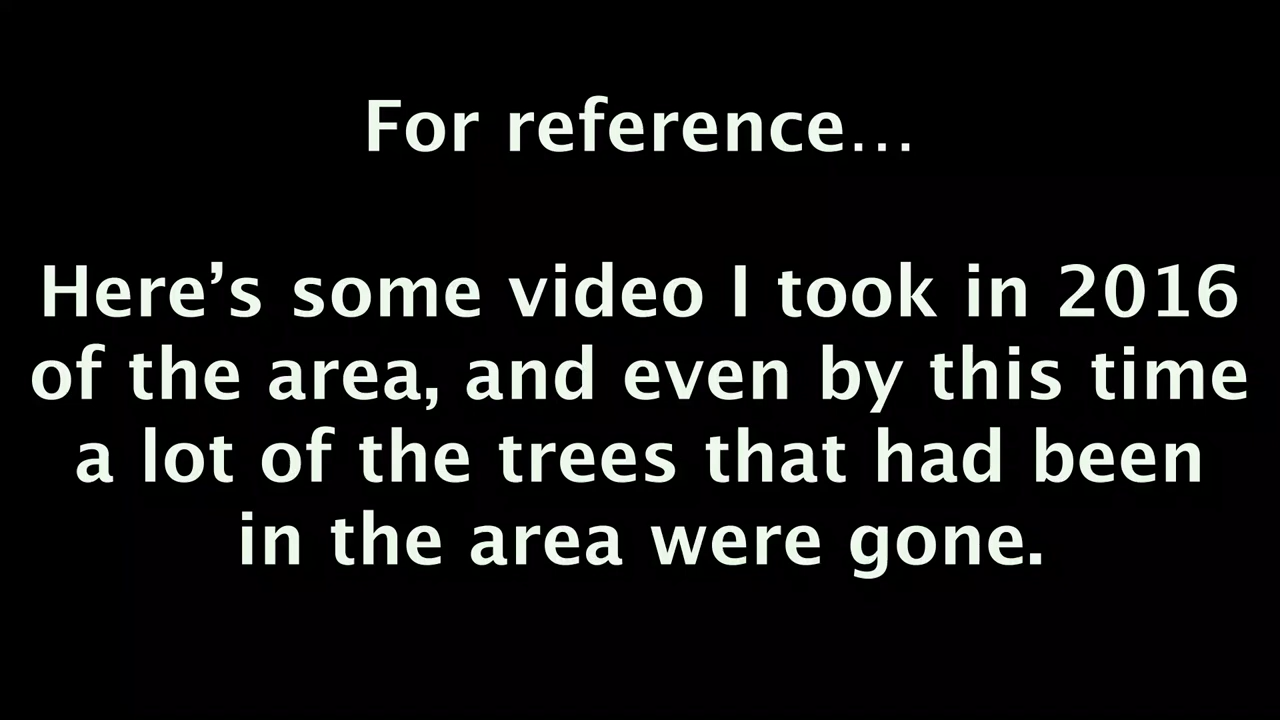 For reference…
Here’s some video I took in 2016
of the area, and even by this time
a lot of the trees that had been
in the area were gone.